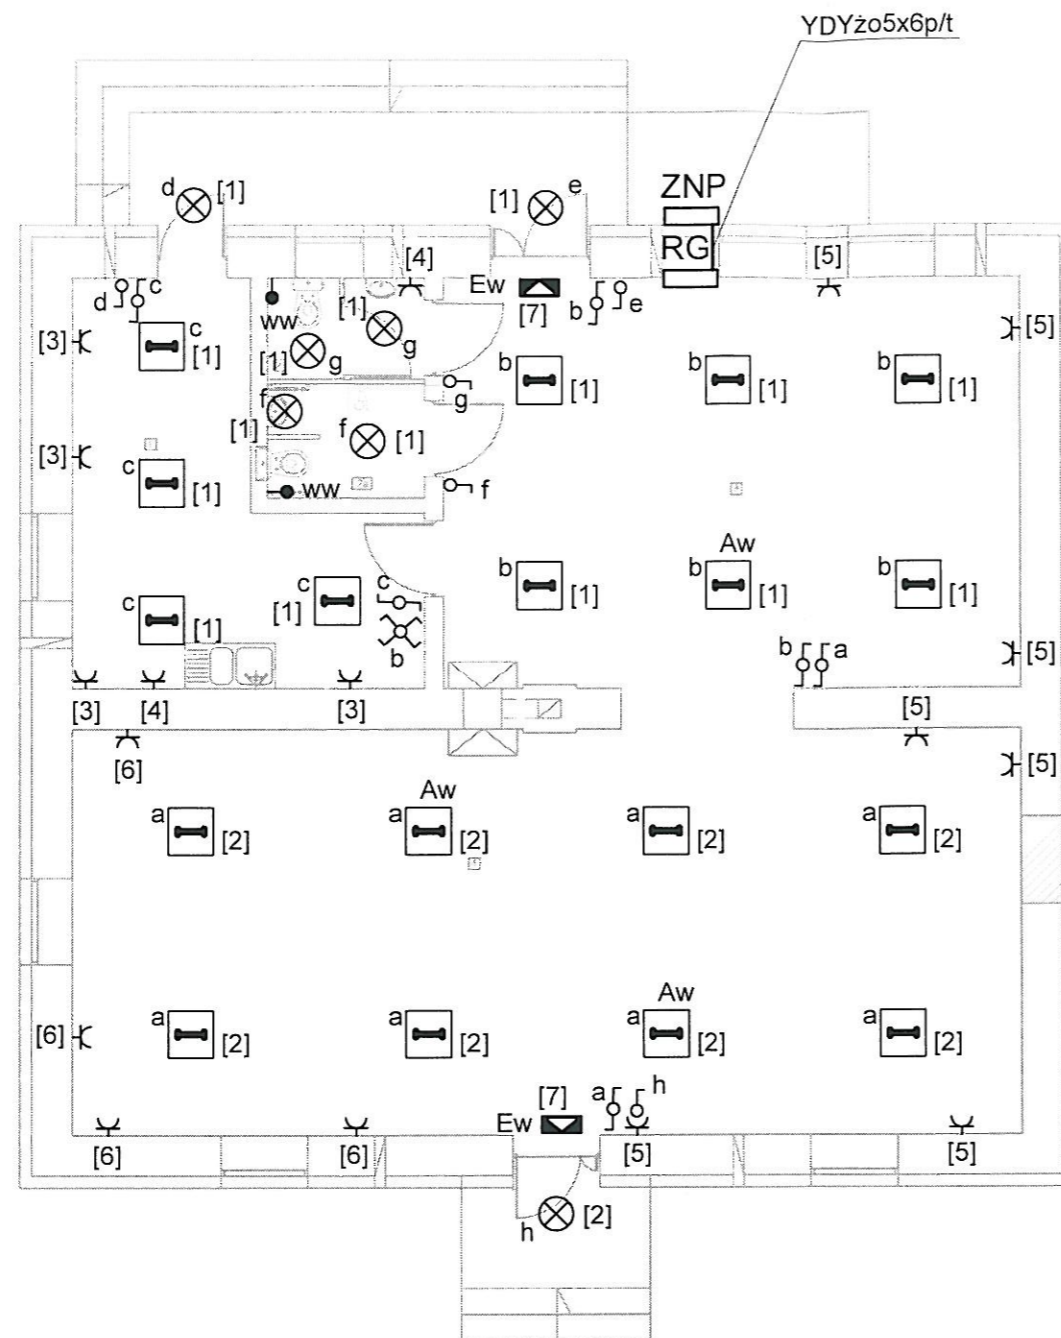 YDYżo5x6p/t
ZNP
d [1]
[1] e
RG
[4]
[5]
Ew
[7]
b e
d c
[3]
c
[1]
ww
[1]
g
[1]
g
[5]
b
[1]
b
[1]
b
[1]
g
f
[1]
f
[1]
[3]
c
[1]
ww
f
Aw
b
[1]
b
[1]
b
[1]
c
[1]
c
[1]
c
b
b a
[5]
[3]
[4]
[3]
[5]
[6]
[5]
Aw
a
[2]
a
[2]
a
[2]
a
[2]
Aw
[6]
a
[2]
a
[2]
a
[2]
a
[2]
[7]
a h
Ew
[6]
[6]
[5]
[5]
h
[2]